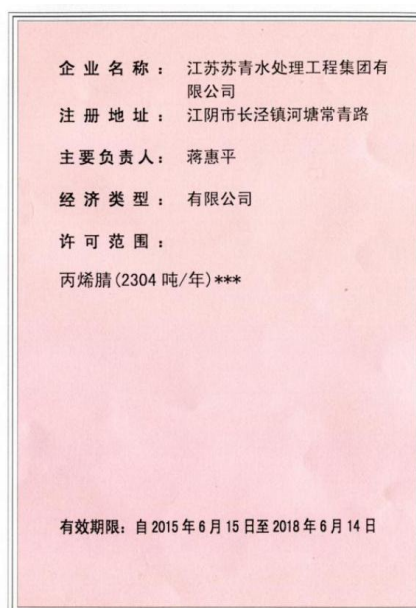 企业名称： 江苏苏青水处理工程集团有
限公司
注册地址： 江阴市长泾镇河塘常青路
主要负责人： 蒋惠平
经济类型： 有限公司
许可范围：
丙烯腈(2304 吨/年)***
有效期限：自 2015 年 6 月 15 日至 2018 年 6 月 14 日